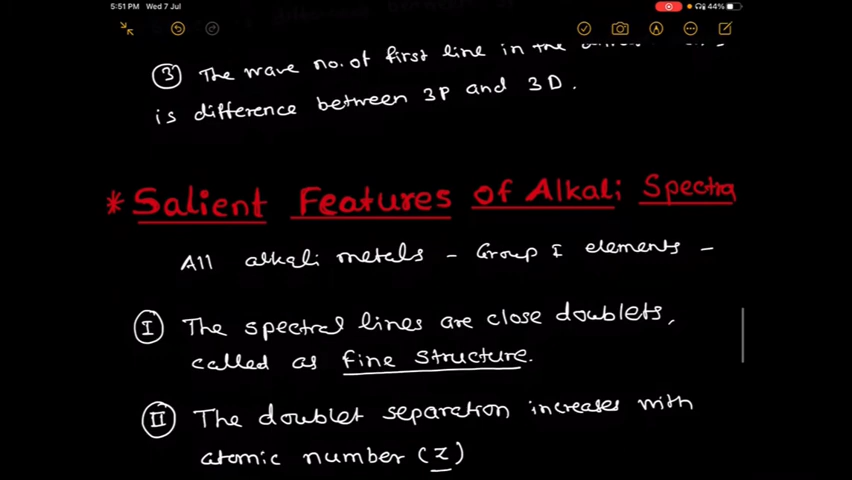 5:51 PM Wed 7 Jul
44%
③ The wave no. of first line in the
is difference between 3P and 3D.
* Salient Features of Alkali Spectra
All alkali metals - Group I elements -
Ⓘ The spectral lines are close doublets,
called as fine structure.
Ⅱ The doublet separation increases with
atomic number (Z)